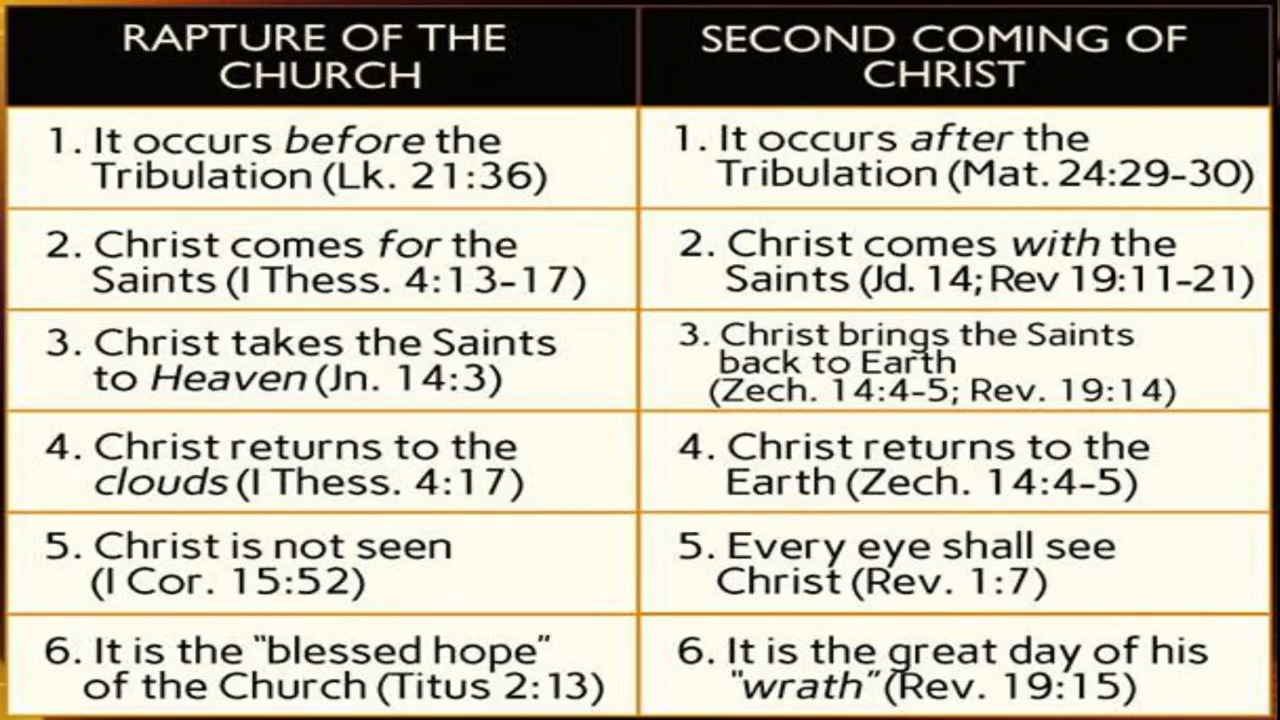 RAPTURE OF THE
CHURCH
SECOND COMING OF
CHRIST
1. It occurs before the
Tribulation (Lk. 21:36)
1. It occurs after the
Tribulation (Mat. 24:29-30)
2. Christ comes for the
Saints (I Thess. 4:13-17)
2. Christ comes with the
Saints (Jd. 14; Rev 19:11-21)
3. Christ takes the Saints
to Heaven (Jn. 14:3)
3. Christ brings the Saints
back to Earth
(Zech. 14:4-5; Rev. 19:14)
4. Christ returns to the
clouds (I Thess. 4:17)
4. Christ returns to the
Earth (Zech. 14:4-5)
5. Christ is not seen
(I Cor. 15:52)
5. Every eye shall see
Christ (Rev. 1:7)
6. It is the "blessed hope"
of the Church (Titus 2:13)
6. It is the great day of his
"wrath" (Rev. 19:15)